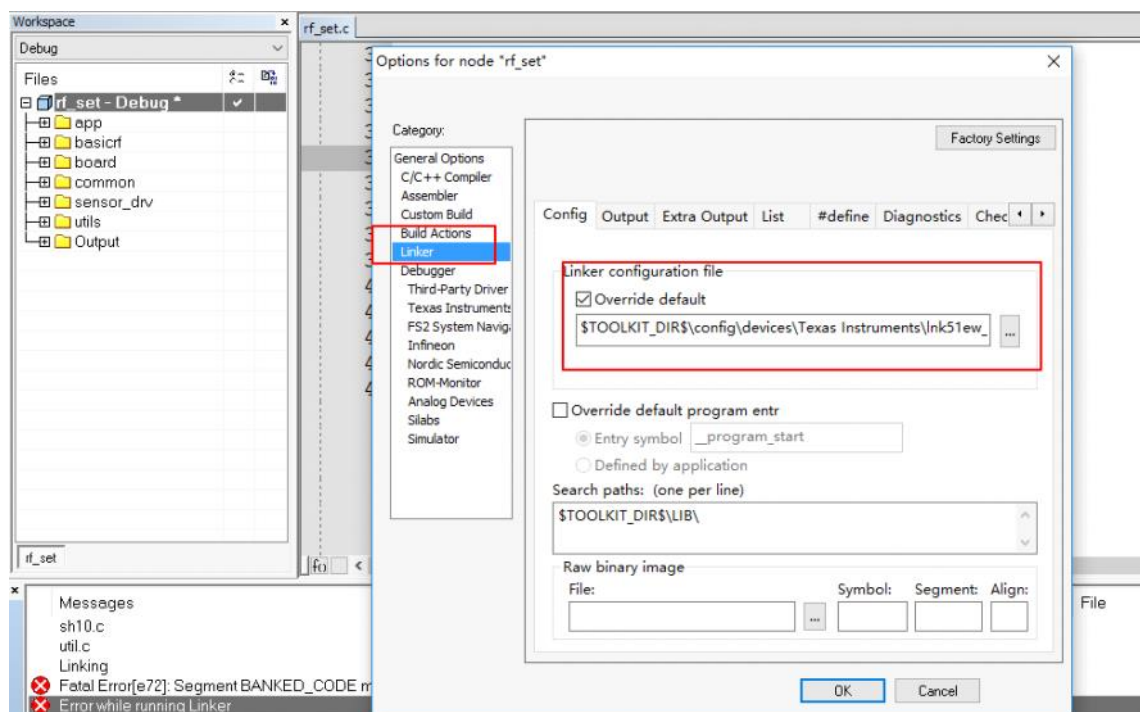 Workspace
Debug
Files
rf_set - Debug *
app
basicrf
board
common
sensor_drv
utils
Output
rf_set
rf_set.c
Options for node "rf_set"
Category:
General Options
C/C++ Compiler
Assembler
Custom Build
Build Actions
Linker
Debugger
Third-Party Driver
Texas Instruments
FS2 System Naviga
Infineon
Nordic Semiconduc
ROM-Monitor
Analog Devices
Silabs
Simulator
Factory Settings
Config Output Extra Output List #define Diagnostics Chec
Linker configuration file
Override default
$TOOLKIT_DIR$\config\devices\Texas Instruments\lnk51ew_
...
Override default program entr
Entry symbol __program_start
Defined by application
Search paths: (one per line)
$TOOLKIT_DIR$\LIB\
Raw binary image
File: Symbol: Segment: Align:
...
OK Cancel
Messages File
sh10.c
util.c
Linking
Fatal Error[e72]: Segment BANKED_CODE m
Error while running Linker